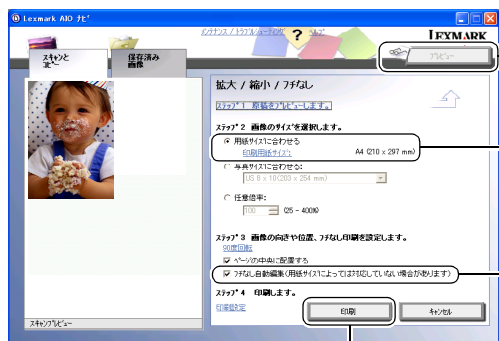 Lexmark AIO ﾅﾋﾞ
ﾒﾝﾃﾅﾝｽ / ﾄﾗﾌﾞﾙｼｭｰﾃｨﾝｸﾞ
ﾍﾙﾌﾟ
LEXMARK
ｽｷｬﾝと
ｺﾋﾟｰ
保存済み
画像
ﾌﾟﾚﾋﾞｭｰ
拡大 / 縮小 / ﾌﾁなし
ｽﾃｯﾌﾟ 1 原稿をﾌﾟﾚﾋﾞｭｰします。
ｽﾃｯﾌﾟ 2 画像のｻｲｽﾞを選択します。
用紙ｻｲｽﾞに合わせる
印刷用紙ｻｲｽﾞ: A4 (210 x 297 mm)
写真ｻｲｽﾞに合わせる:
US 8 x 10(203 x 254 mm)
任意倍率:
100 (25 - 400%)
ｽﾃｯﾌﾟ 3 画像の向きや位置、ﾌﾁなし印刷を設定します。
90度回転
ﾍﾟｰｼﾞの中央に配置する
ﾌﾁなし自動編集(用紙ｻｲｽﾞによっては対応していない場合があります)
ｽﾃｯﾌﾟ 4 印刷します。
印刷設定
印刷
ｷｬﾝｾﾙ
ｽｷｬﾝﾌﾟﾚﾋﾞｭｰ